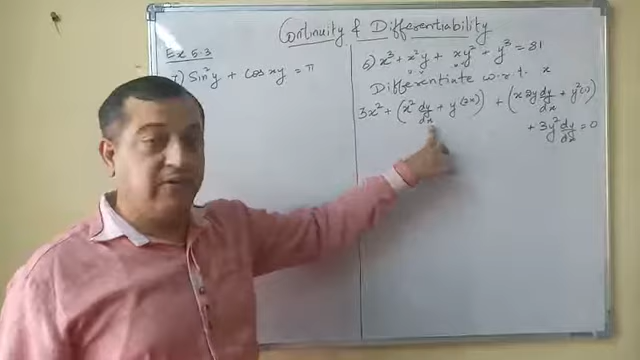 Continuity & Differentiability
Ex 5.3
7) Sin²y + Cos xy = π
6) x³ + x²y + xy² + y³ = 81
Differentiate w.r.t. x
3x² + (x² dy/dx + y(2x)) + (x 2y dy/dx + y²(1))
+ 3y² dy/dx = 0